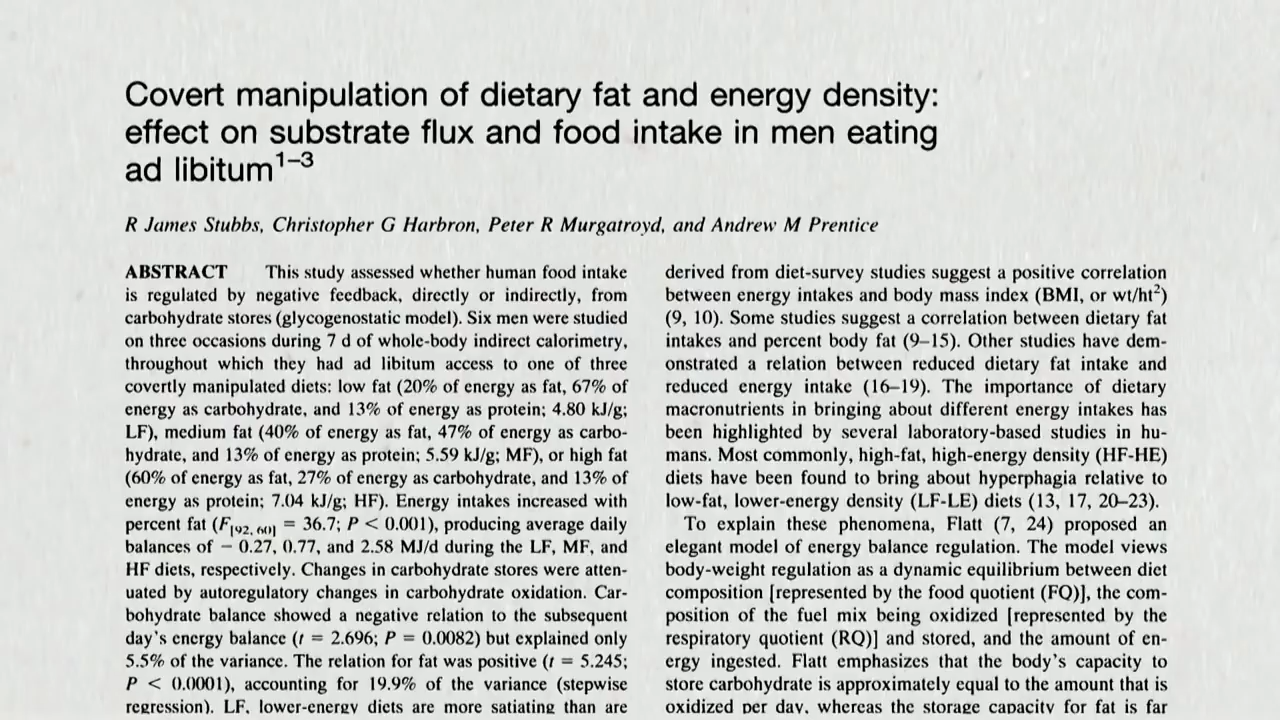 Covert manipulation of dietary fat and energy density:
effect on substrate flux and food intake in men eating
ad libitum1–3
R James Stubbs, Christopher G Harbron, Peter R Murgatroyd, and Andrew M Prentice
ABSTRACT This study assessed whether human food intake
is regulated by negative feedback, directly or indirectly, from
carbohydrate stores (glycogenostatic model). Six men were studied
on three occasions during 7 d of whole-body indirect calorimetry,
throughout which they had ad libitum access to one of three
covertly manipulated diets: low fat (20% of energy as fat, 67% of
energy as carbohydrate, and 13% of energy as protein; 4.80 kJ/g;
LF), medium fat (40% of energy as fat, 47% of energy as carbo-
hydrate, and 13% of energy as protein; 5.59 kJ/g; MF), or high fat
(60% of energy as fat, 27% of energy as carbohydrate, and 13% of
energy as protein; 7.04 kJ/g; HF). Energy intakes increased with
percent fat (F[92, 60] = 36.7; P < 0.001), producing average daily
balances of − 0.27, 0.77, and 2.58 MJ/d during the LF, MF, and
HF diets, respectively. Changes in carbohydrate stores were atten-
uated by autoregulatory changes in carbohydrate oxidation. Car-
bohydrate balance showed a negative relation to the subsequent
day's energy balance (t = 2.696; P = 0.0082) but explained only
5.5% of the variance. The relation for fat was positive (t = 5.245;
P < 0.0001), accounting for 19.9% of the variance (stepwise
regression). LF, lower-energy diets are more satiating than are
derived from diet-survey studies suggest a positive correlation
between energy intakes and body mass index (BMI, or wt/ht²)
(9, 10). Some studies suggest a correlation between dietary fat
intakes and percent body fat (9–15). Other studies have dem-
onstrated a relation between reduced dietary fat intake and
reduced energy intake (16–19). The importance of dietary
macronutrients in bringing about different energy intakes has
been highlighted by several laboratory-based studies in hu-
mans. Most commonly, high-fat, high-energy density (HF-HE)
diets have been found to bring about hyperphagia relative to
low-fat, lower-energy density (LF-LE) diets (13, 17, 20–23).
To explain these phenomena, Flatt (7, 24) proposed an
elegant model of energy balance regulation. The model views
body-weight regulation as a dynamic equilibrium between diet
composition [represented by the food quotient (FQ)], the com-
position of the fuel mix being oxidized [represented by the
respiratory quotient (RQ)] and stored, and the amount of en-
ergy ingested. Flatt emphasizes that the body's capacity to
store carbohydrate is approximately equal to the amount that is
oxidized per day, whereas the storage capacity for fat is far